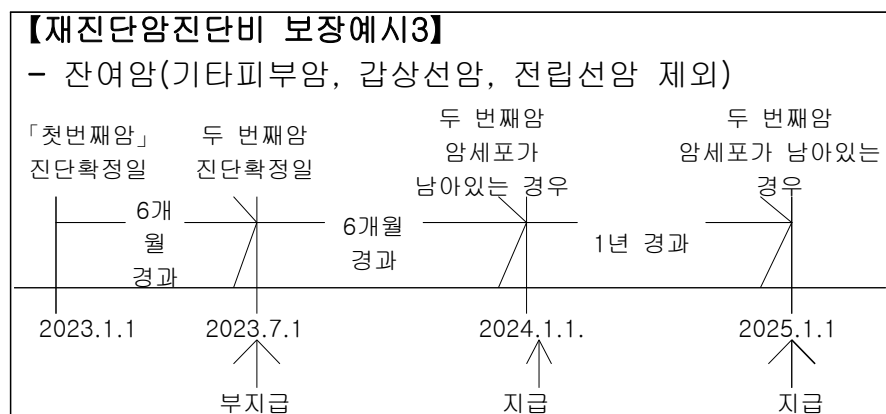 【재진단암진단비 보장예시3】
- 잔여암(기타피부암, 갑상선암, 전립선암 제외)
「첫번째암」
진단확정일
두 번째암
진단확정일
두 번째암
암세포가
남아있는 경우
두 번째암
암세포가 남아있는
경우
6개
월
경과
6개월
경과
1년 경과
2023.1.1
2023.7.1
2024.1.1.
2025.1.1
부지급
지급
지급